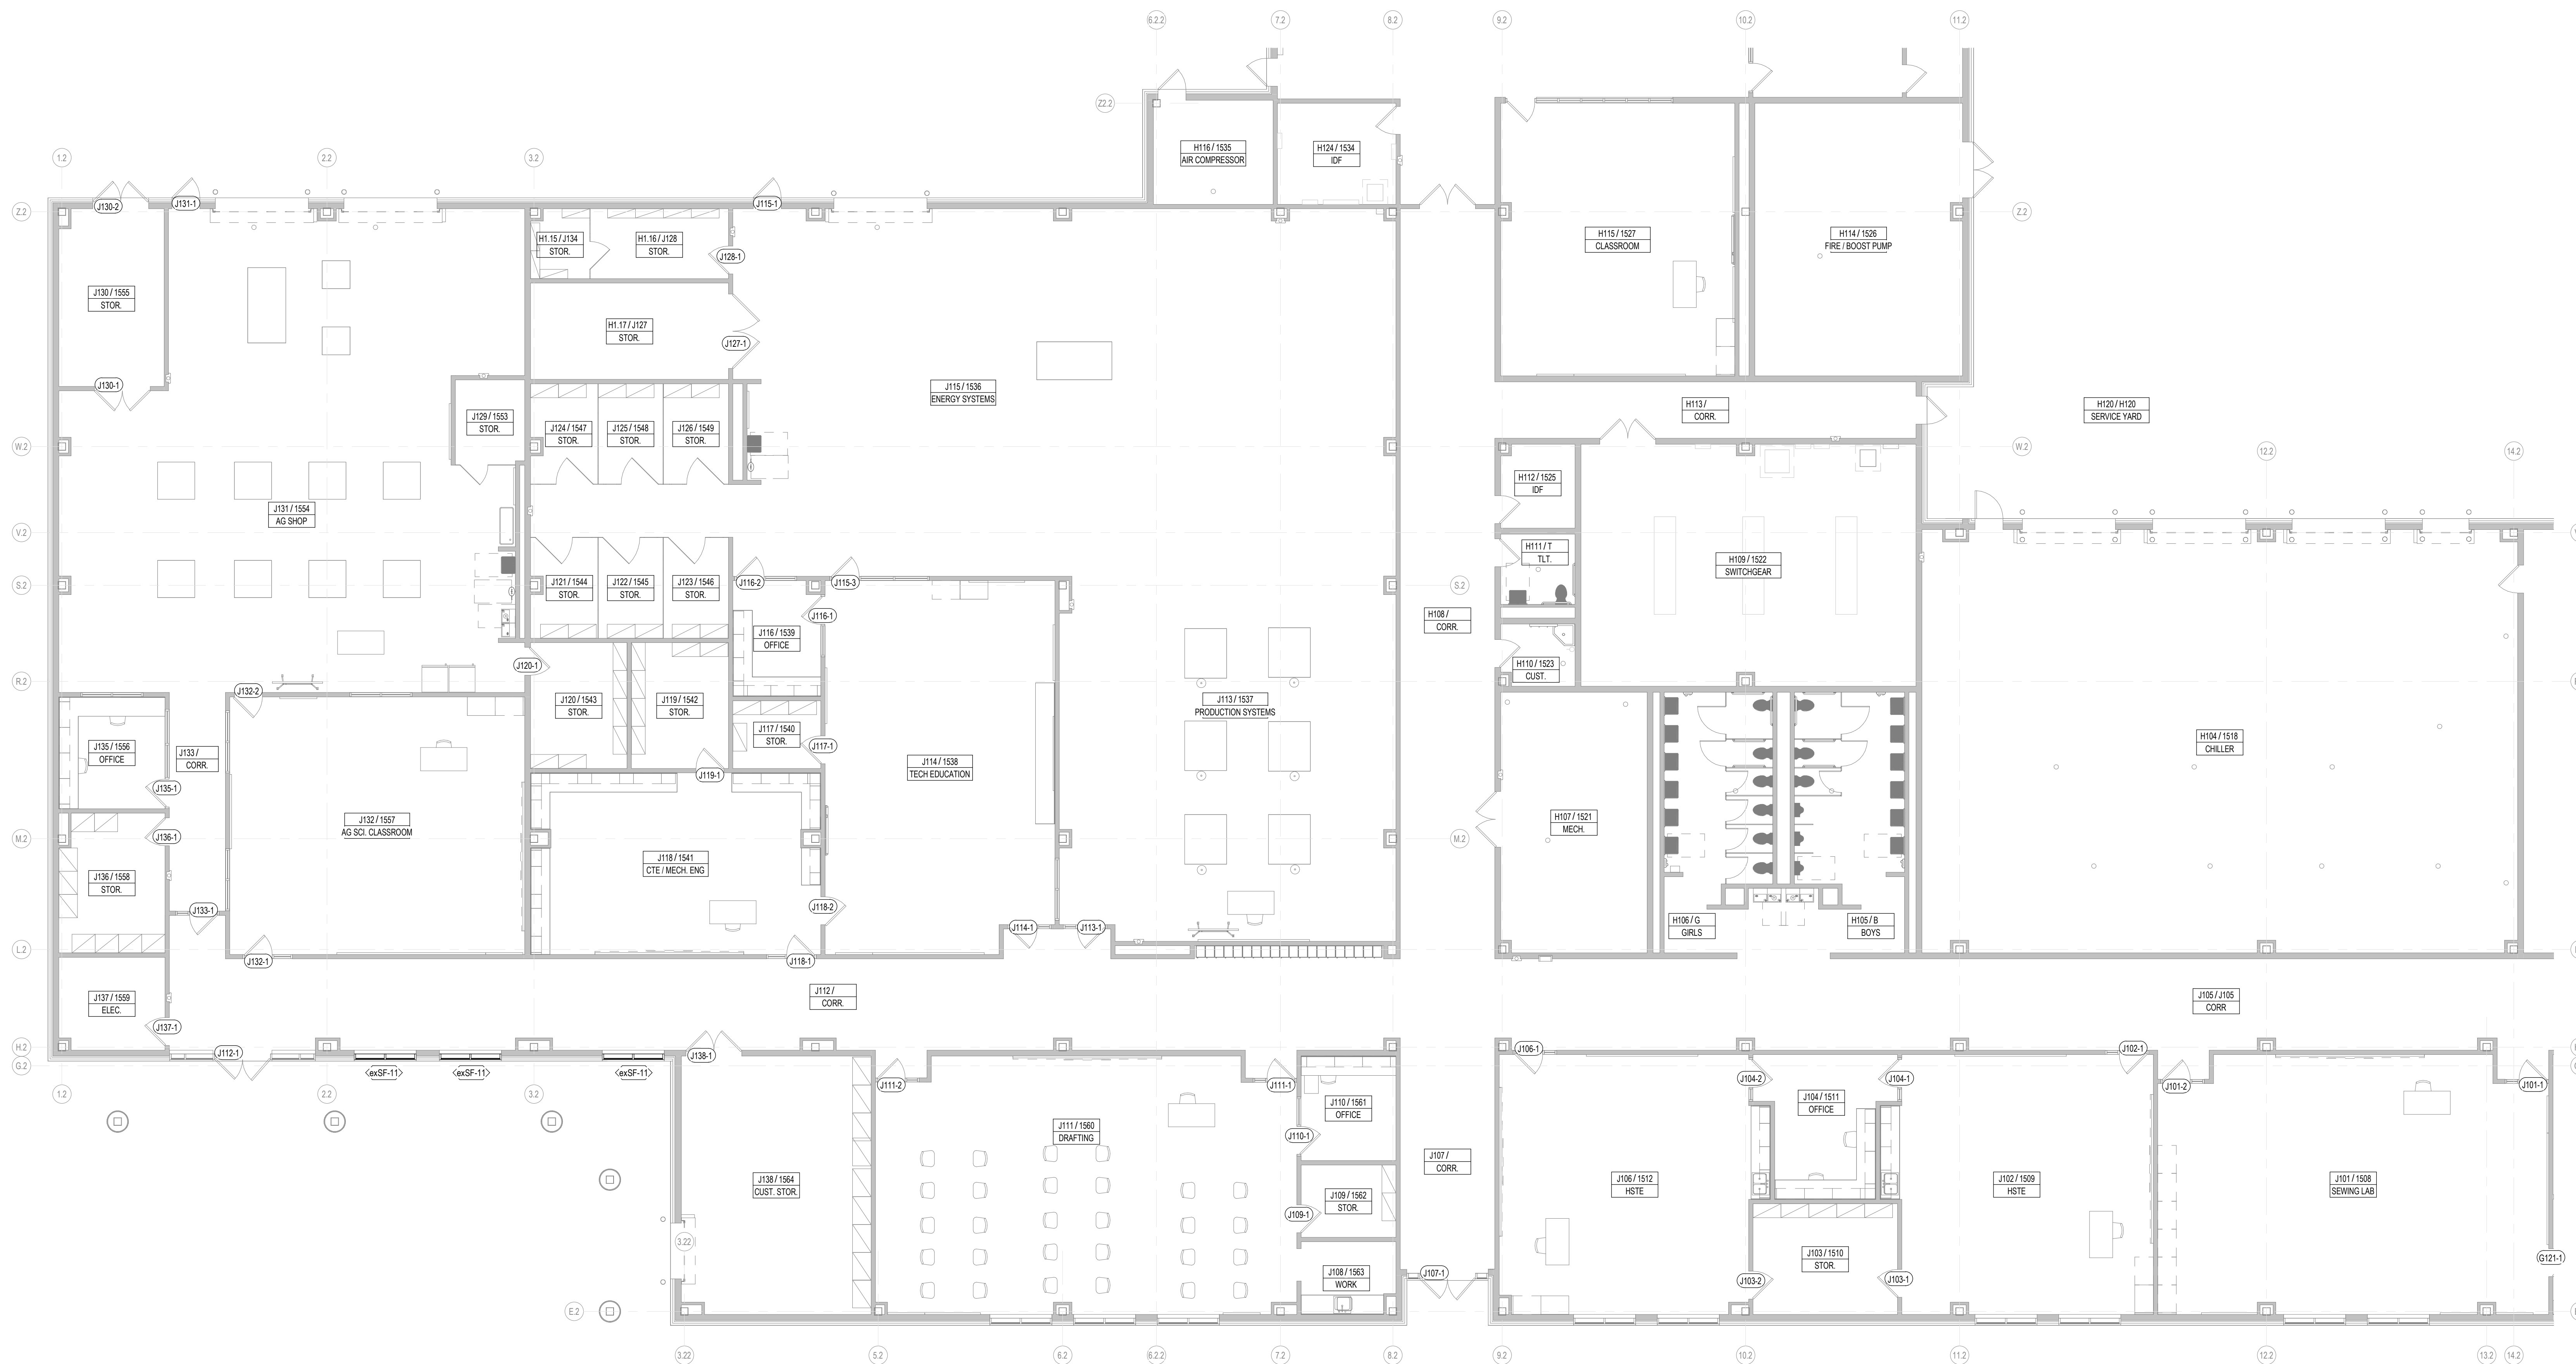 6.2.2
7.2
8.2
9.2
10.2
11.2
Z2.2
1.2
2.2
3.2
H116 / 1535
AIR COMPRESSOR
H124 / 1534
IDF
Z.2
J130-2
J131-1
J115-1
Z.2
H1.15 / J134
STOR.
H1.16 / J128
STOR.
J128-1
H115 / 1527
CLASSROOM
H114 / 1526
FIRE / BOOST PUMP
J130 / 1555
STOR.
H1.17 / J127
STOR.
J127-1
J130-1
J115 / 1536
ENERGY SYSTEMS
H113 /
CORR.
H120 / H120
SERVICE YARD
J129 / 1553
STOR.
J124 / 1547
STOR.
J125 / 1548
STOR.
J126 / 1549
STOR.
W.2
W.2
12.2
14.2
H112 / 1525
IDF
J131 / 1554
AG SHOP
V.2
H111 / T
TLT.
H109 / 1522
SWITCHGEAR
S.2
J121 / 1544
STOR.
J122 / 1545
STOR.
J123 / 1546
STOR.
J116-2
J115-3
S.2
J116-1
H108 /
CORR.
J116 / 1539
OFFICE
J120-1
H110 / 1523
CUST.
R.2
J132-2
J120 / 1543
STOR.
J119 / 1542
STOR.
J113 / 1537
PRODUCTION SYSTEMS
J117 / 1540
STOR.
J117-1
J135 / 1556
OFFICE
J133 /
CORR.
H104 / 1518
CHILLER
J114 / 1538
TECH EDUCATION
J119-1
J135-1
J132 / 1557
AG SCI. CLASSROOM
H107 / 1521
MECH.
M.2
J136-1
M.2
J118 / 1541
CTE / MECH. ENG
J136 / 1558
STOR.
J133-1
J118-2
J114-1
J113-1
H106 / G
GIRLS
H105 / B
BOYS
L.2
J132-1
J118-1
J137 / 1559
ELEC.
J112 /
CORR.
J105 / J105
CORR
J137-1
H.2
J112-1
J138-1
J106-1
J102-1
G.2
exSF-11
exSF-11
exSF-11
J111-2
J111-1
J104-2
J104-1
J101-2
J101-1
1.2
2.2
3.2
J110 / 1561
OFFICE
J104 / 1511
OFFICE
J111 / 1560
DRAFTING
J110-1
J107 /
CORR.
J138 / 1564
CUST. STOR.
J106 / 1512
HSTE
J102 / 1509
HSTE
J101 / 1508
SEWING LAB
J109 / 1562
STOR.
J109-1
3.22
J103 / 1510
STOR.
G121-1
J108 / 1563
WORK
J107-1
J103-2
J103-1
E.2
3.22
5.2
6.2
6.2.2
7.2
8.2
9.2
10.2
11.2
12.2
13.2
14.2